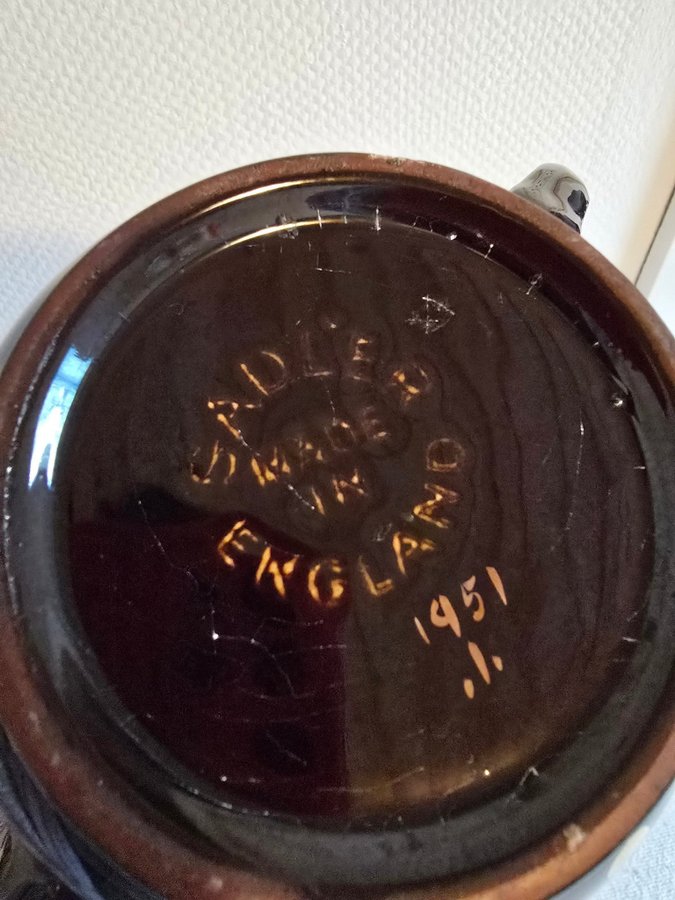 SADLER
MADE
IN
ENGLAND
1951
.1.